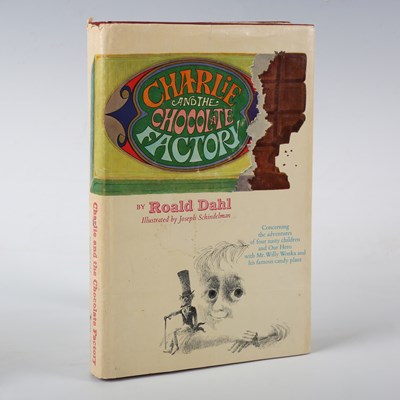 CHARLIE
AND THE
CHOCOLATE
FACTORY
BY Roald Dahl
Illustrated by Joseph Schindelman
Concerning
the adventures
of four nasty children
and Our Hero
with Mr. Willy Wonka and
his famous candy plant
Charlie and the Chocolate Factory